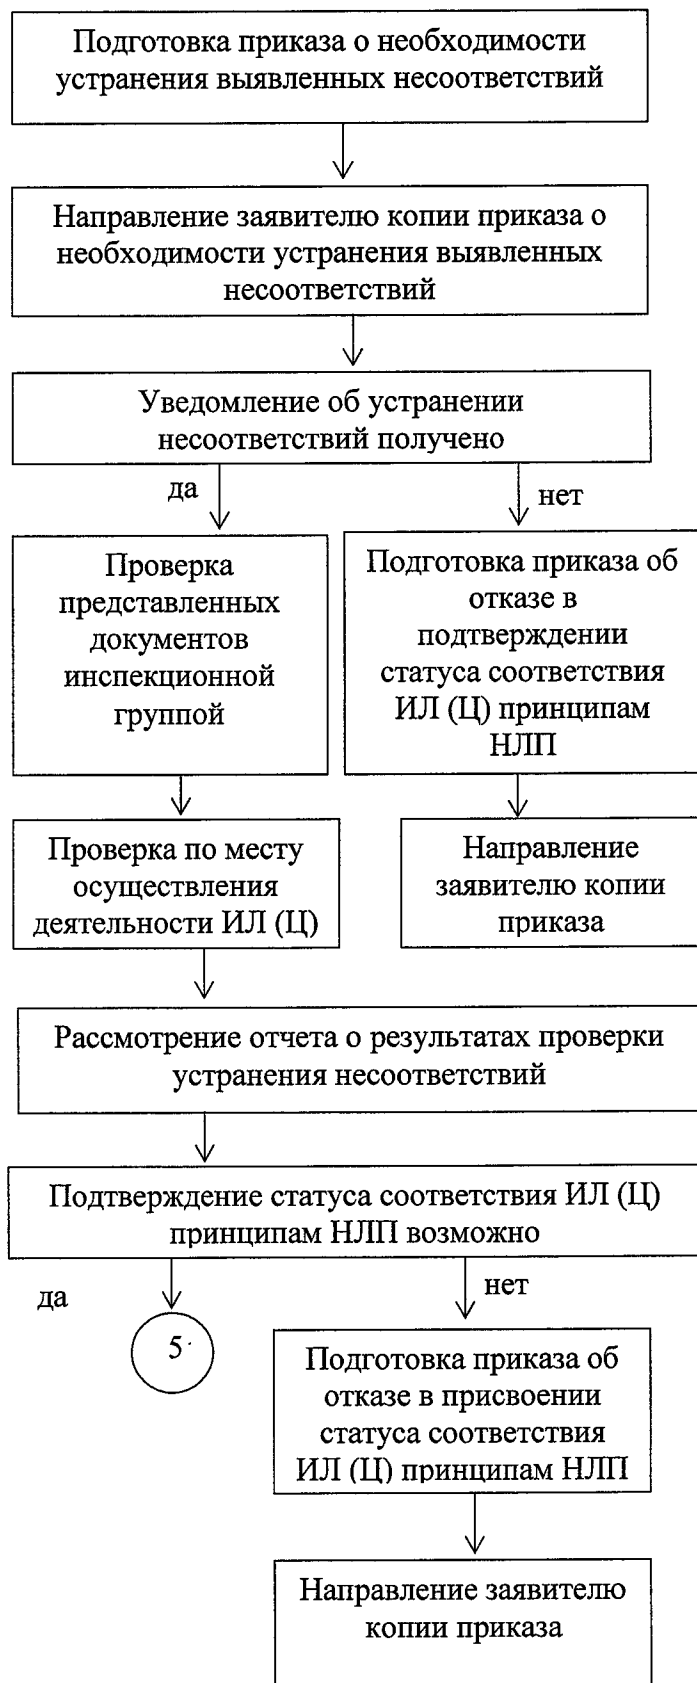 Подготовка приказа о необходимости
устранения выявленных несоответствий
Направление заявителю копии приказа о
необходимости устранения выявленных
несоответствий
Уведомление об устранении
несоответствий получено
да
нет
Проверка
представленных
документов
инспекционной
группой
Подготовка приказа об
отказе в
подтверждении
статуса соответствия
ИЛ (Ц) принципам
НЛП
Проверка по месту
осуществления
деятельности ИЛ (Ц)
Направление
заявителю копии
приказа
Рассмотрение отчета о результатах проверки
устранения несоответствий
Подтверждение статуса соответствия ИЛ (Ц)
принципам НЛП возможно
да
нет
5
Подготовка приказа об
отказе в присвоении
статуса соответствия
ИЛ (Ц) принципам НЛП
Направление заявителю
копии приказа